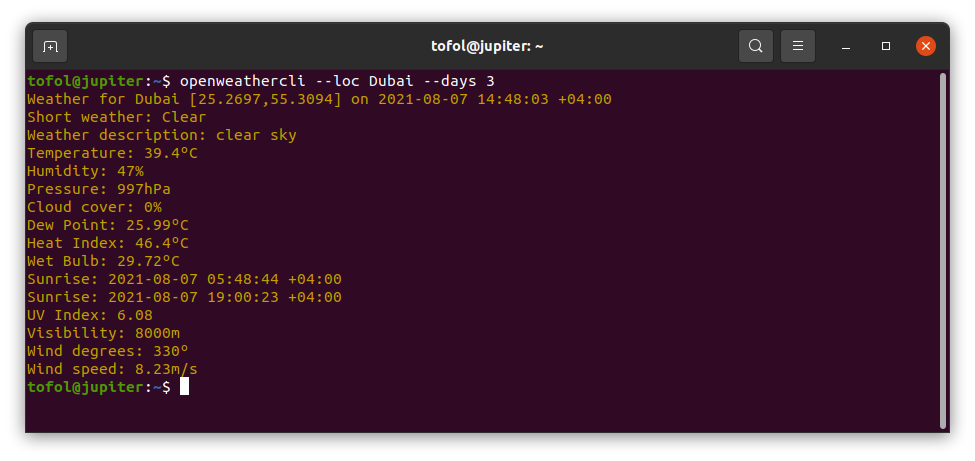 tofol@jupiter: ~
tofol@jupiter:~$ openweathercli --loc Dubai --days 3
Weather for Dubai [25.2697,55.3094] on 2021-08-07 14:48:03 +04:00
Short weather: Clear
Weather description: clear sky
Temperature: 39.4ºC
Humidity: 47%
Pressure: 997hPa
Cloud cover: 0%
Dew Point: 25.99ºC
Heat Index: 46.4ºC
Wet Bulb: 29.72ºC
Sunrise: 2021-08-07 05:48:44 +04:00
Sunrise: 2021-08-07 19:00:23 +04:00
UV Index: 6.08
Visibility: 8000m
Wind degrees: 330º
Wind speed: 8.23m/s
tofol@jupiter:~$